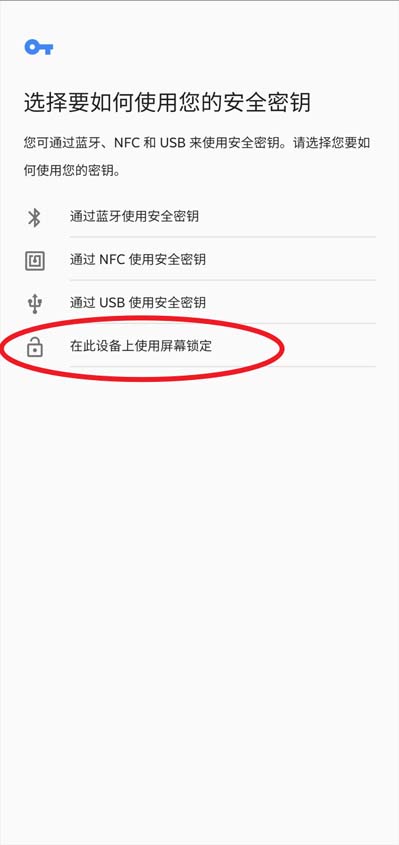 选择要如何使用您的安全密钥
您可通过蓝牙、NFC 和 USB 来使用安全密钥。请选择您要如
何使用您的密钥。
通过蓝牙使用安全密钥
通过 NFC 使用安全密钥
通过 USB 使用安全密钥
在此设备上使用屏幕锁定